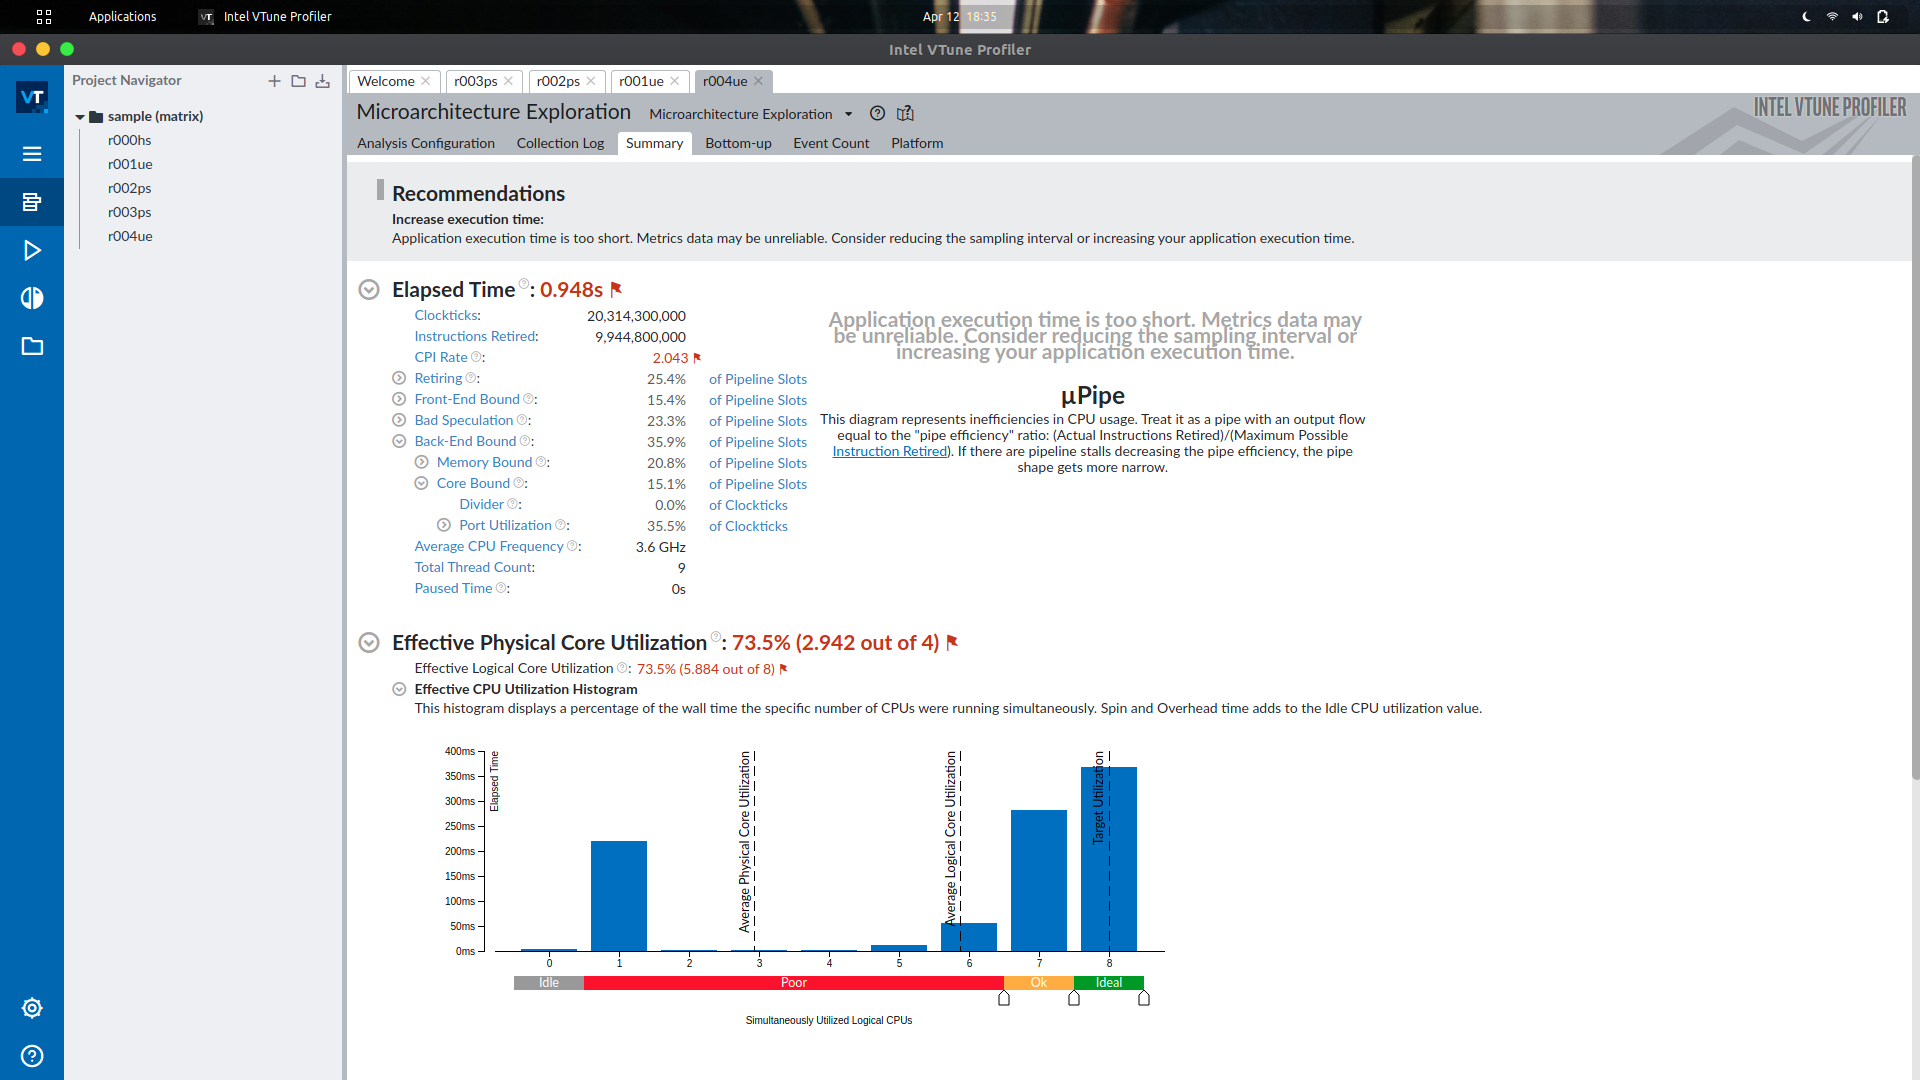 Applications
VT
Intel VTune Profiler
Apr 12 18:35
Intel VTune Profiler
VT
Project Navigator
sample (matrix)
r000hs
r001ue
r002ps
r003ps
r004ue
Welcome
r003ps
r002ps
r001ue
r004ue
Microarchitecture Exploration
Microarchitecture Exploration
INTEL VTUNE PROFILER
Analysis Configuration
Collection Log
Summary
Bottom-up
Event Count
Platform
Recommendations
Increase execution time:
Application execution time is too short. Metrics data may be unreliable. Consider reducing the sampling interval or increasing your application execution time.
Elapsed Time ?: 0.948s
Clockticks: 20,314,300,000
Instructions Retired: 9,944,800,000
CPI Rate ?: 2.043
Retiring ?: 25.4% of Pipeline Slots
Front-End Bound ?: 15.4% of Pipeline Slots
Bad Speculation ?: 23.3% of Pipeline Slots
Back-End Bound ?: 35.9% of Pipeline Slots
Memory Bound ?: 20.8% of Pipeline Slots
Core Bound ?: 15.1% of Pipeline Slots
Divider ?: 0.0% of Clockticks
Port Utilization ?: 35.5% of Clockticks
Average CPU Frequency ?: 3.6 GHz
Total Thread Count: 9
Paused Time ?: 0s
Application execution time is too short. Metrics data may
be unreliable. Consider reducing the sampling interval or
increasing your application execution time.
µPipe
This diagram represents inefficiencies in CPU usage. Treat it as a pipe with an output flow
equal to the "pipe efficiency" ratio: (Actual Instructions Retired)/(Maximum Possible
Instruction Retired). If there are pipeline stalls decreasing the pipe efficiency, the pipe
shape gets more narrow.
Effective Physical Core Utilization ?: 73.5% (2.942 out of 4)
Effective Logical Core Utilization ?: 73.5% (5.884 out of 8)
Effective CPU Utilization Histogram
This histogram displays a percentage of the wall time the specific number of CPUs were running simultaneously. Spin and Overhead time adds to the Idle CPU utilization value.
400ms
350ms
300ms
250ms
200ms
150ms
100ms
50ms
0ms
Elapsed Time
Average Physical Core Utilization
Average Logical Core Utilization
Target Utilization
0 1 2 3 4 5 6 7 8
Idle Poor Ok Ideal
Simultaneously Utilized Logical CPUs